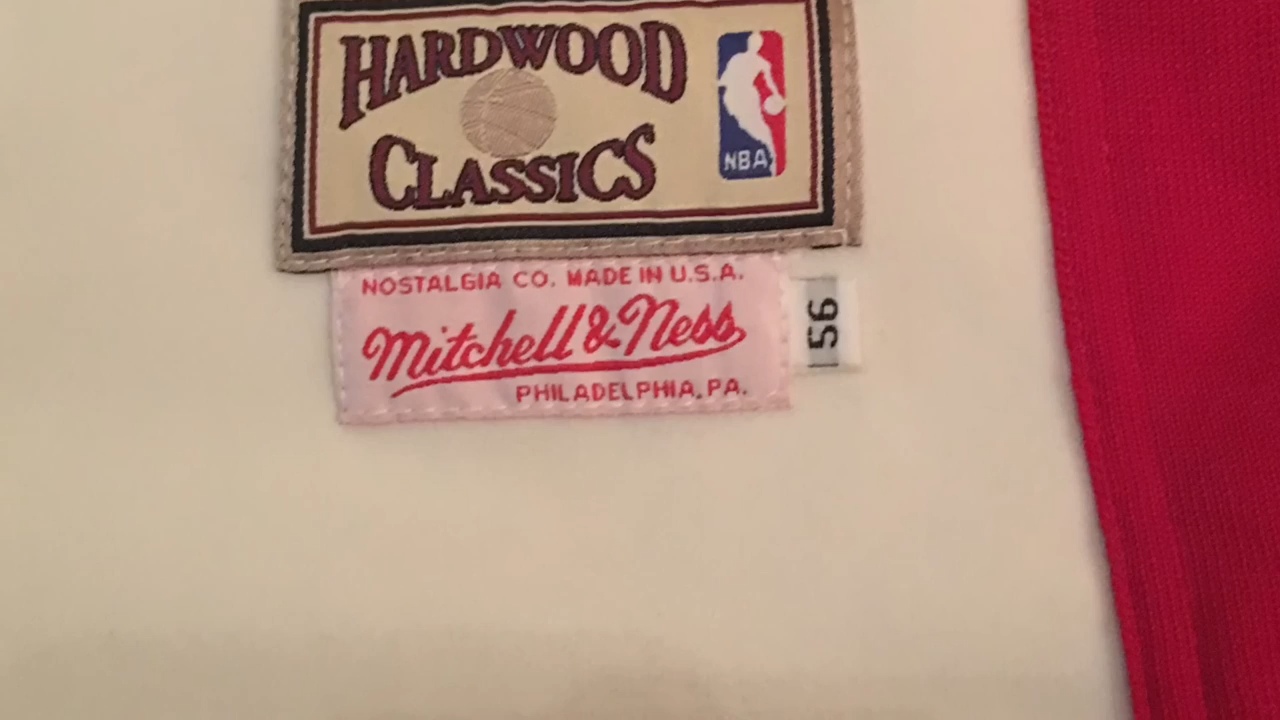 HARDWOOD
CLASSICS
NBA
NOSTALGIA CO. MADE IN U.S.A.
Mitchell & Ness
PHILADELPHIA, PA.
56